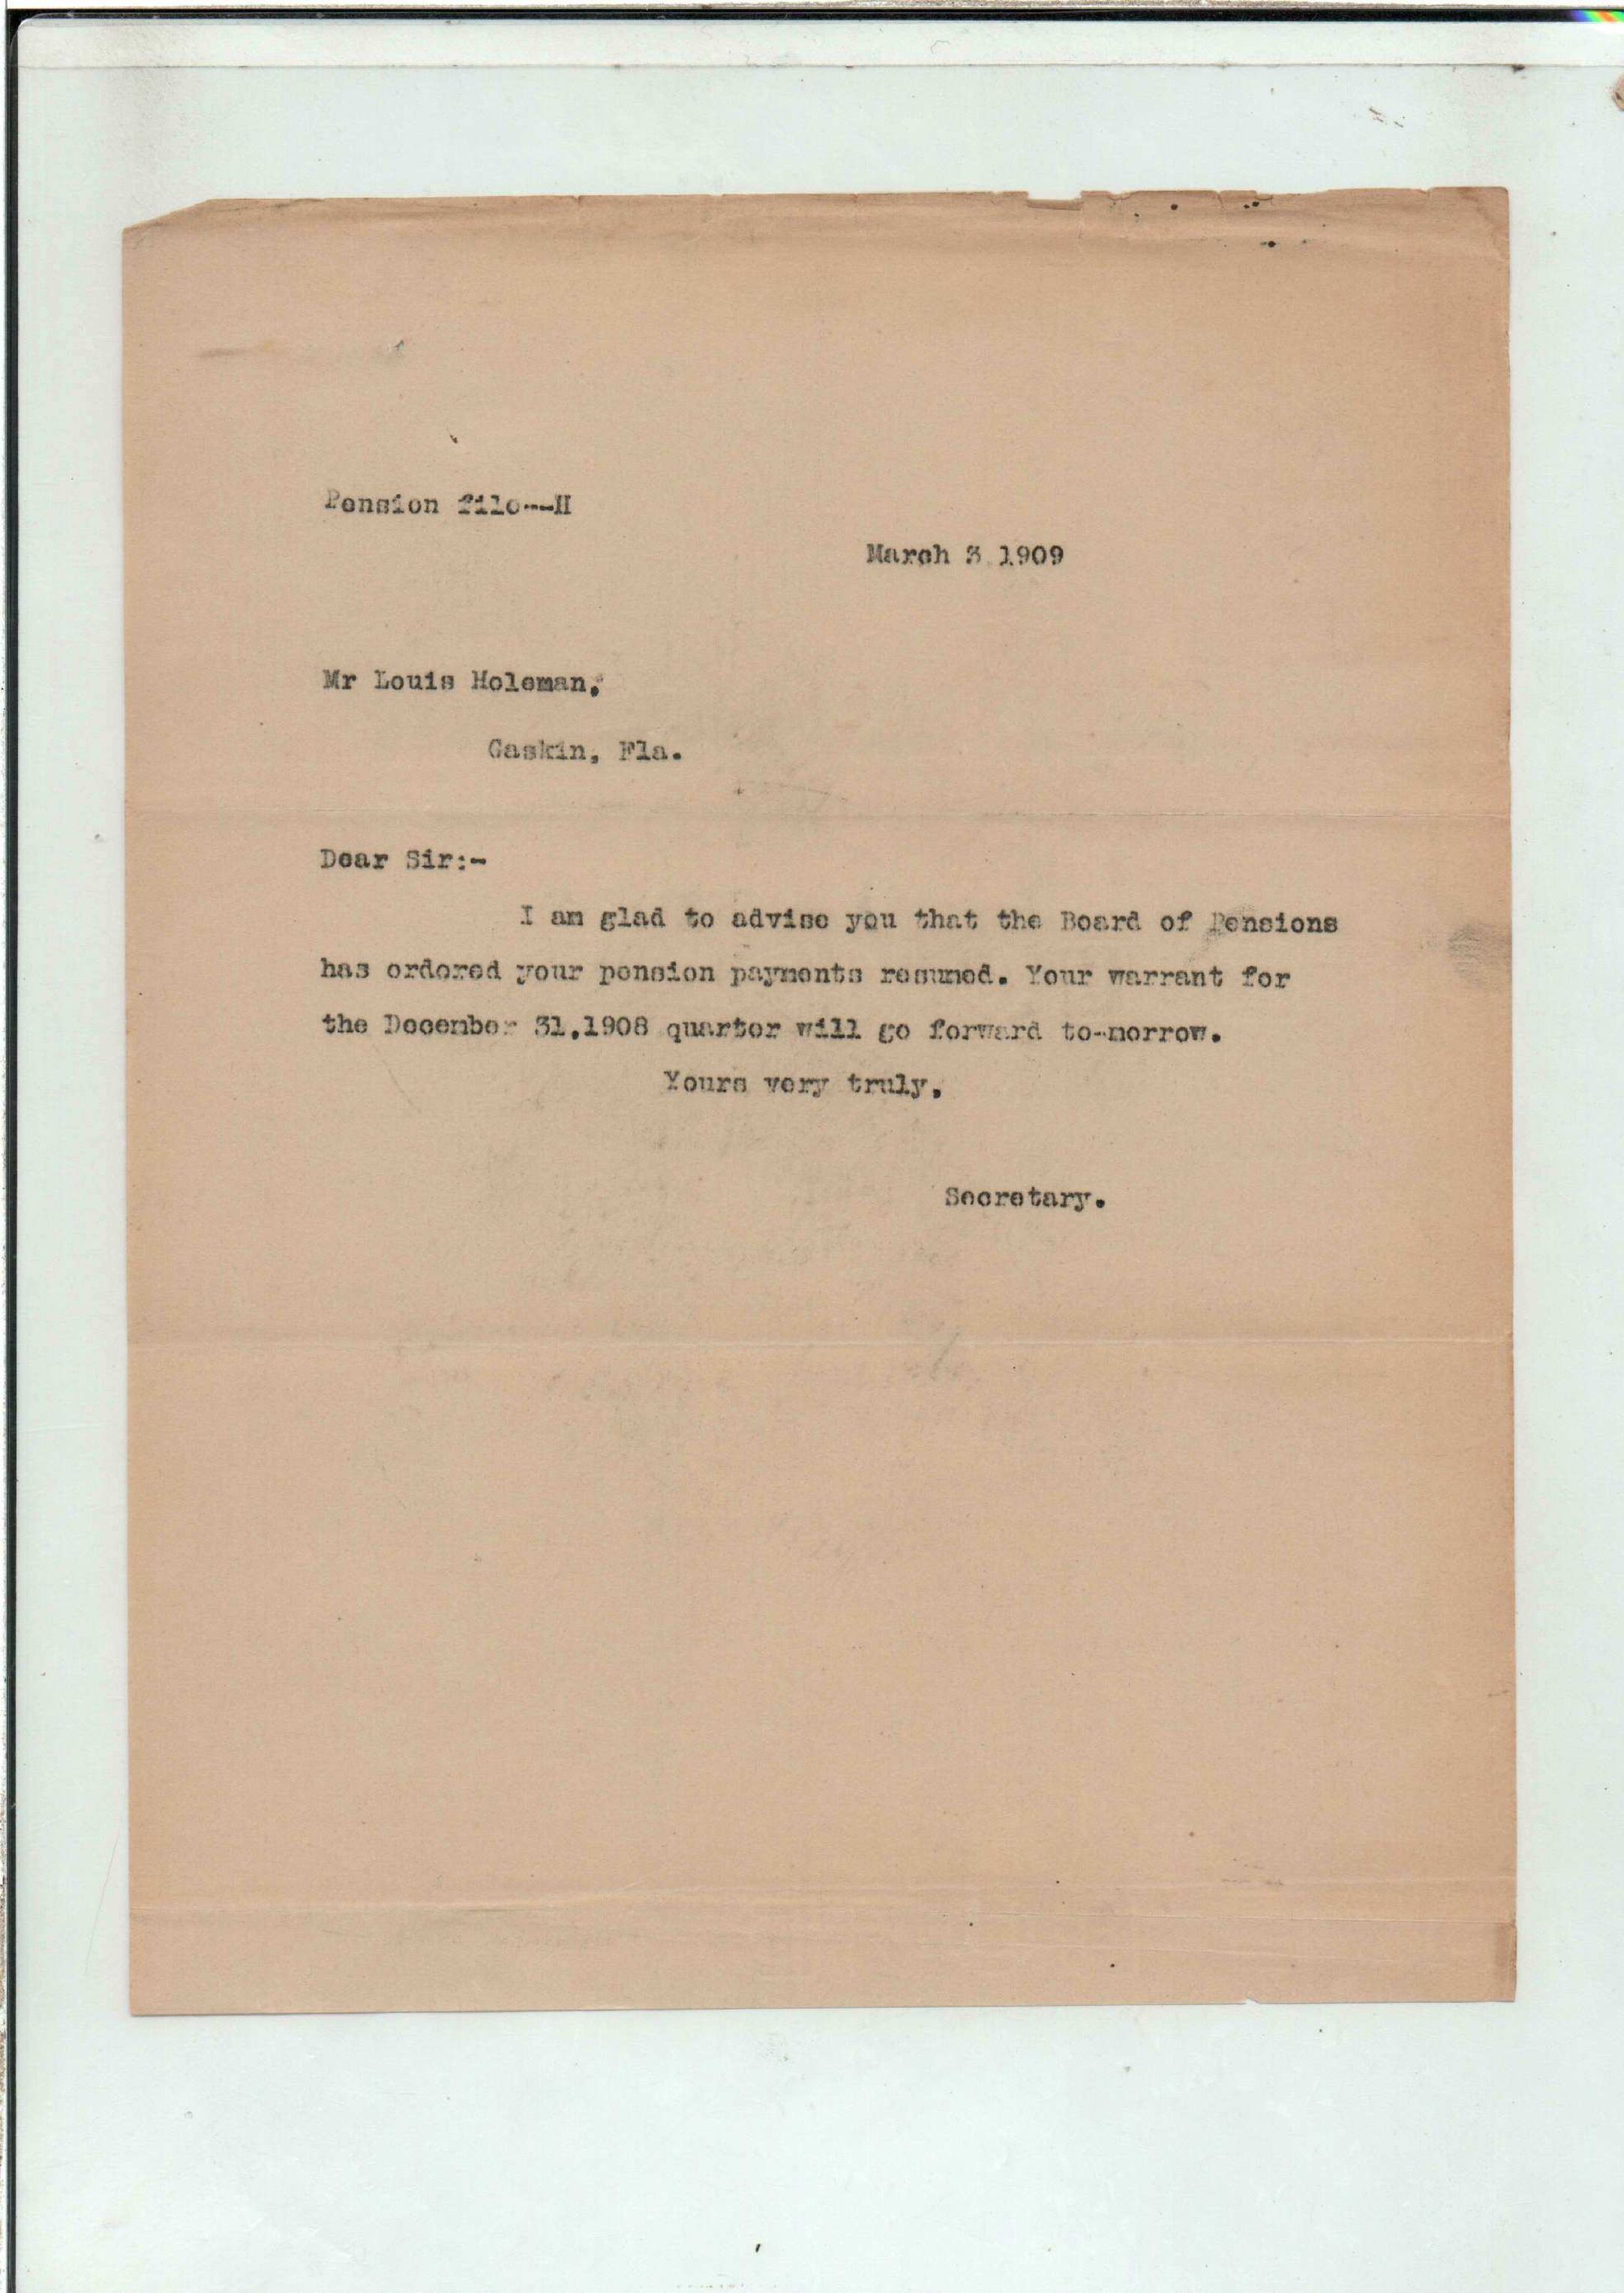 Pension file---H
March 3 1909
Mr Louis Holeman,
Gaskin, Fla.
Dear Sir:-
I am glad to advise you that the Board of Pensions
has ordered your pension payments resumed. Your warrant for
the December 31,1908 quarter will go forward to-morrow.
Yours very truly,
Secretary.